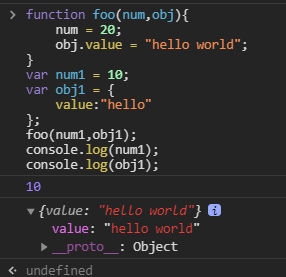 function foo(num,obj){
num = 20;
obj.value = "hello world";
}
var num1 = 10;
var obj1 = {
value:"hello"
};
foo(num1,obj1);
console.log(num1);
console.log(obj1);
10
{value: "hello world"} i
value: "hello world"
__proto__: Object
undefined